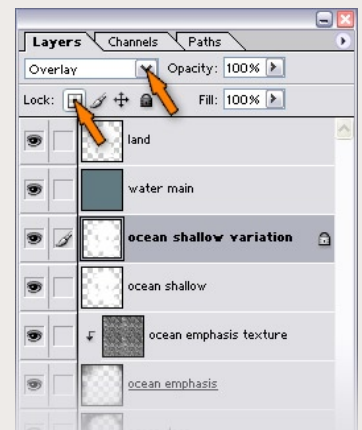 Layers Channels Paths
Overlay Opacity: 100%
Lock: Fill: 100%
land
water main
ocean shallow variation
ocean shallow
ocean emphasis texture
ocean emphasis